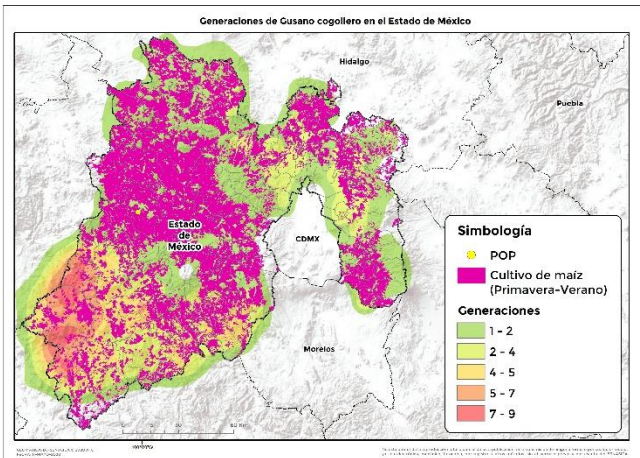 Generaciones de Gusano cogollero en el Estado de México
Hidalgo
Puebla
Estado
de
México
CDMX
Morelos
Simbología
POP
Cultivo de maíz
(Primavera-Verano)
Generaciones
1 - 2
2 - 4
4 - 5
5 - 7
7 - 9